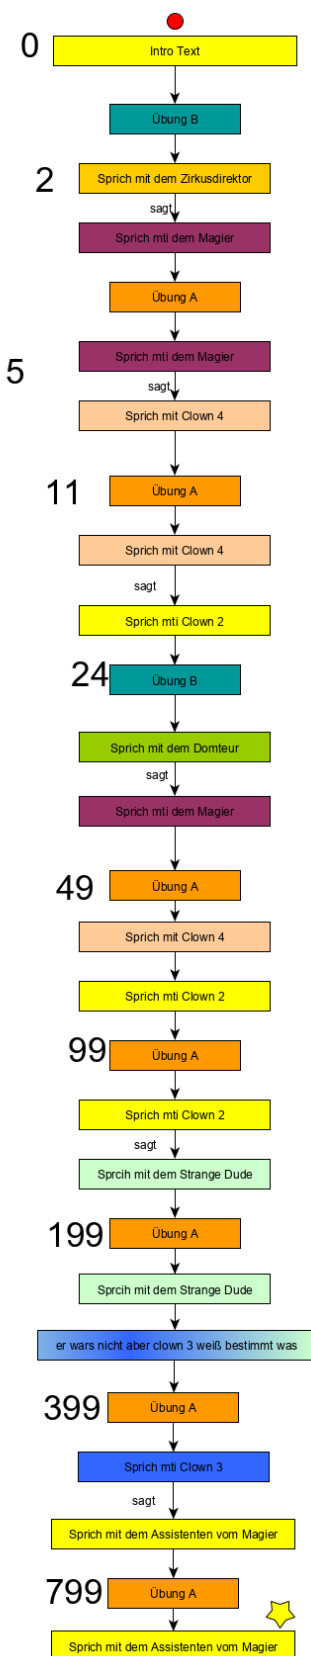 0
Intro Text
Übung B
2
Sprich mit dem Zirkusdirektor
sagt
Sprich mti dem Magier
Übung A
5
Sprich mti dem Magier
sagt
Sprich mit Clown 4
11
Übung A
Sprich mit Clown 4
sagt
Sprich mti Clown 2
24
Übung B
Sprich mit dem Domteur
sagt
Sprich mti dem Magier
49
Übung A
Sprich mit Clown 4
Sprich mti Clown 2
99
Übung A
Sprich mti Clown 2
sagt
Sprcih mit dem Strange Dude
199
Übung A
Sprcih mit dem Strange Dude
er wars nicht aber clown 3 weiß bestimmt was
399
Übung A
Sprich mti Clown 3
sagt
Sprich mit dem Assistenten vom Magier
799
Übung A
Sprich mit dem Assistenten vom Magier